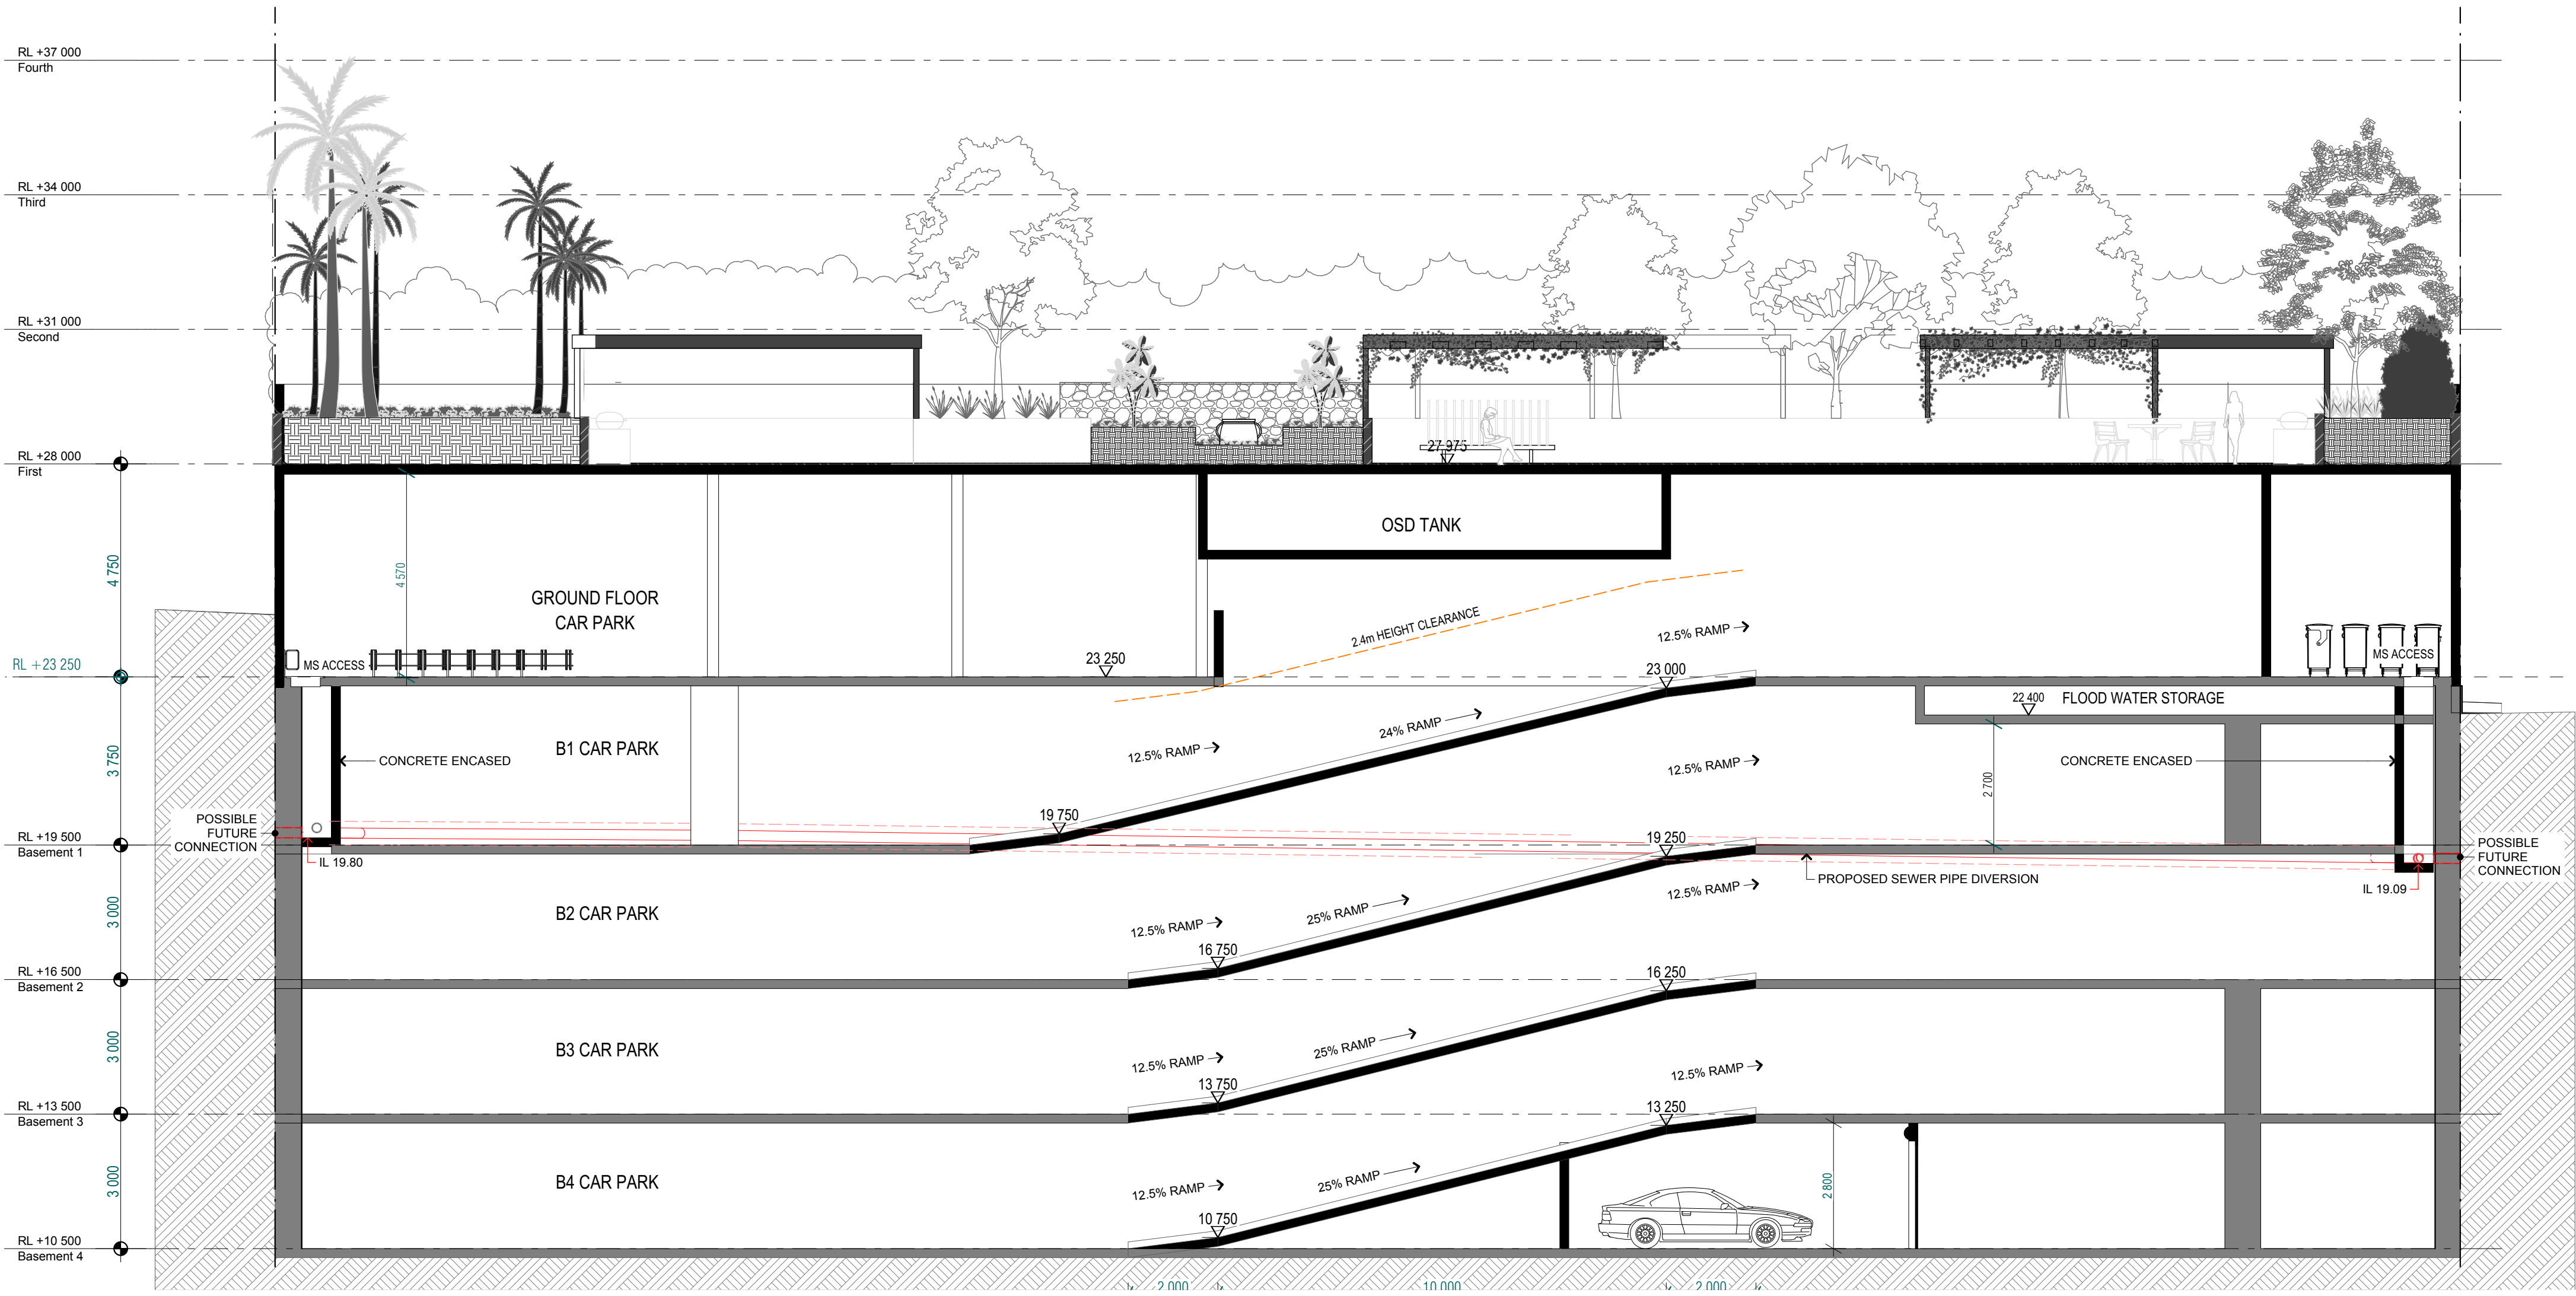 RL +37 000
Fourth
RL +34 000
Third
RL +31 000
Second
RL +28 000
First
27 975
OSD TANK
4 750
4 570
GROUND FLOOR
CAR PARK
2.4m HEIGHT CLEARANCE
12.5% RAMP
MS ACCESS
MS ACCESS
RL +23 250
23 250
23 000
22 400
FLOOD WATER STORAGE
24% RAMP
B1 CAR PARK
12.5% RAMP
12.5% RAMP
3 750
CONCRETE ENCASED
CONCRETE ENCASED
2 700
POSSIBLE
FUTURE
CONNECTION
19 750
RL +19 500
Basement 1
19 250
POSSIBLE
FUTURE
CONNECTION
IL 19.80
PROPOSED SEWER PIPE DIVERSION
IL 19.09
12.5% RAMP
3 000
B2 CAR PARK
25% RAMP
12.5% RAMP
16 750
RL +16 500
Basement 2
16 250
3 000
B3 CAR PARK
25% RAMP
12.5% RAMP
12.5% RAMP
13 750
RL +13 500
Basement 3
13 250
3 000
B4 CAR PARK
25% RAMP
12.5% RAMP
2 800
10 750
RL +10 500
Basement 4
2 000
10 000
2 000